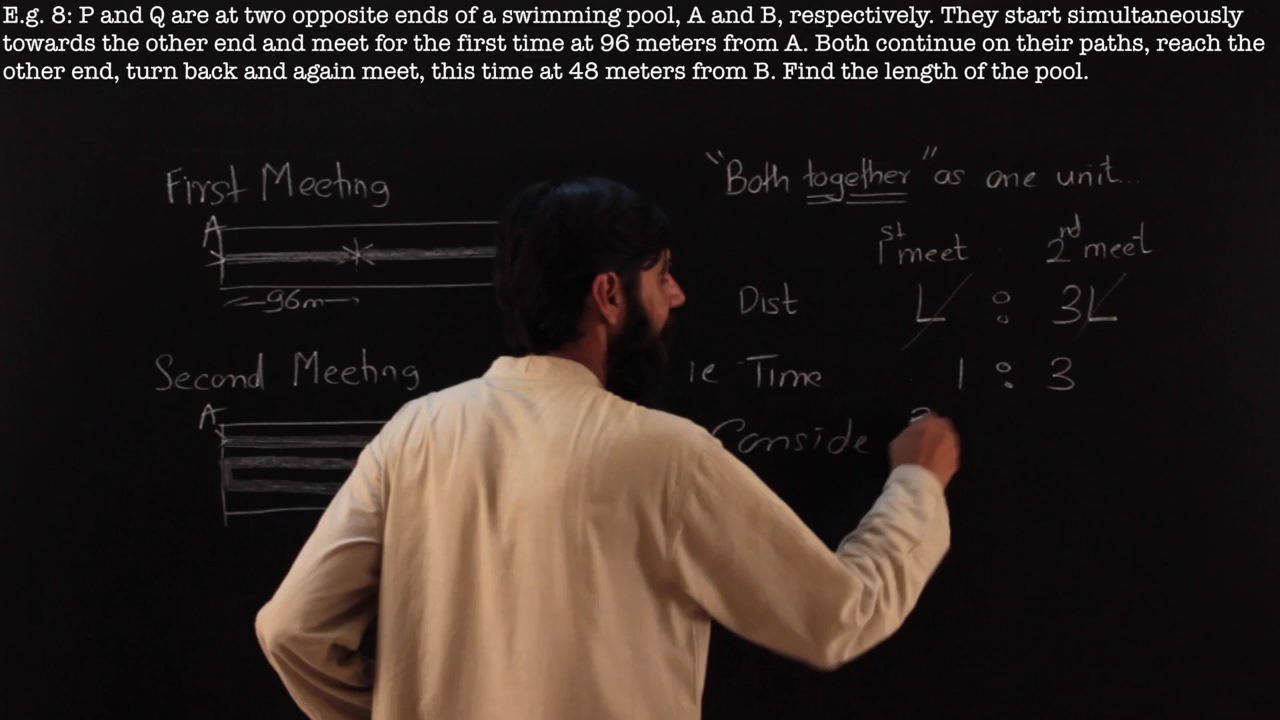 E.g. 8: P and Q are at two opposite ends of a swimming pool, A and B, respectively. They start simultaneously
towards the other end and meet for the first time at 96 meters from A. Both continue on their paths, reach the
other end, turn back and again meet, this time at 48 meters from B. Find the length of the pool.
First Meeting
A
96m
Second Meeting
A
"Both together" as one unit...
1st meet : 2nd meet
Dist L : 3L
ie Time 1 : 3
Conside